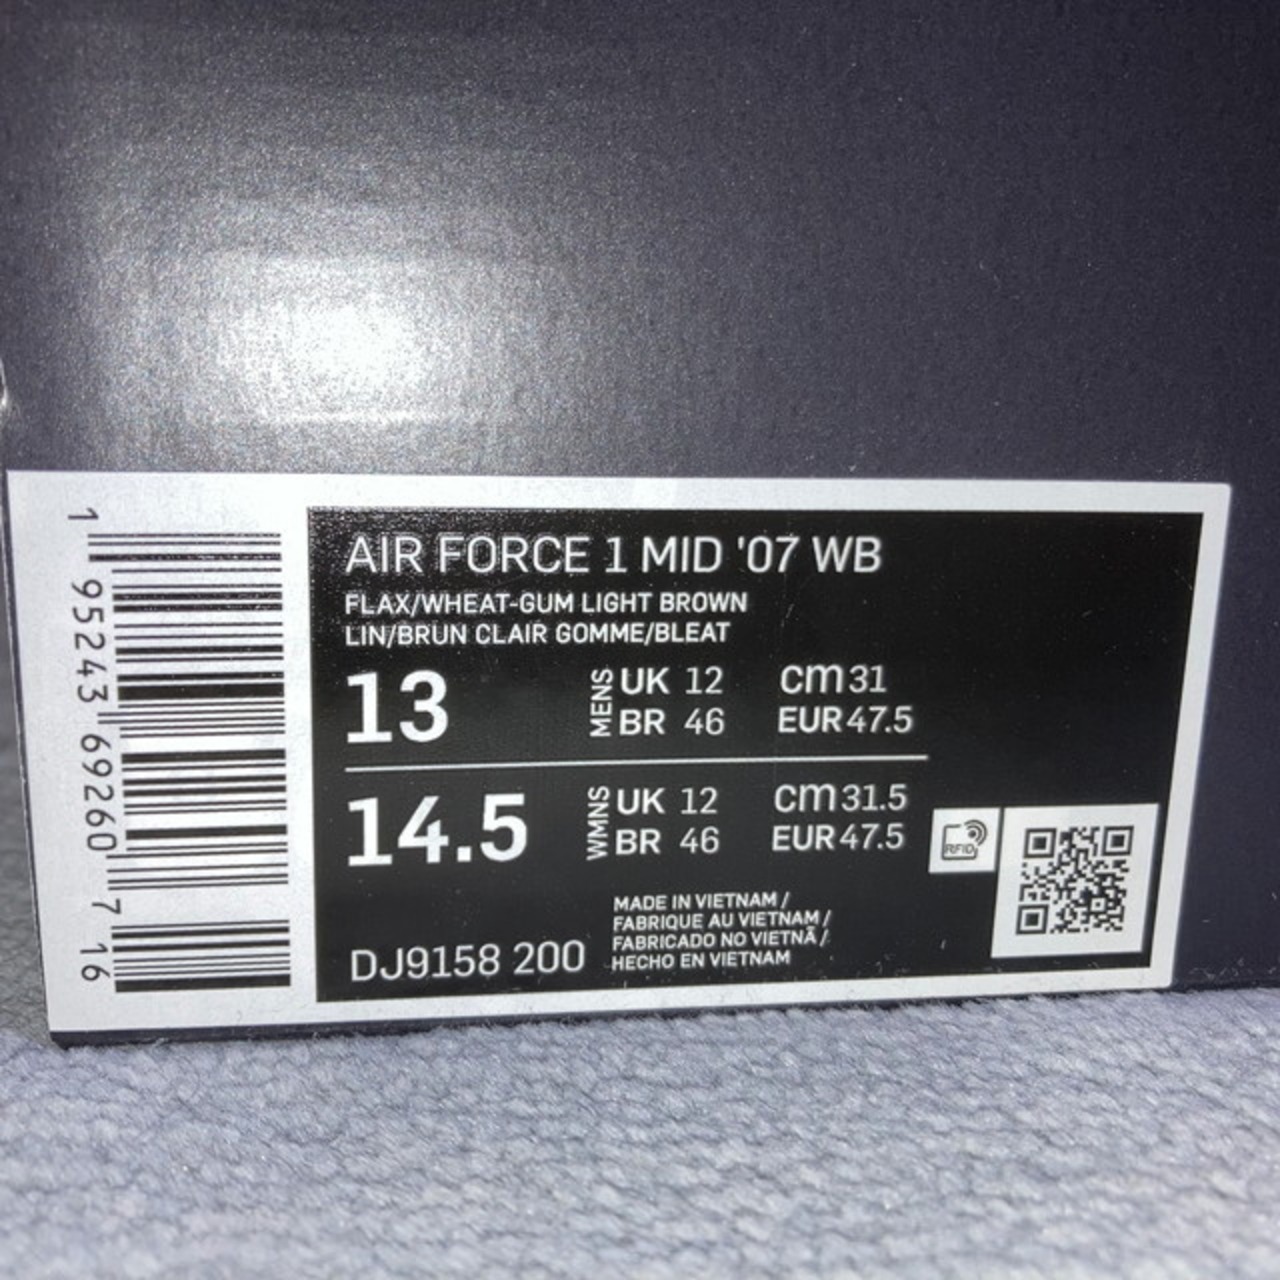 1 95243 69260 7 16
AIR FORCE 1 MID '07 WB
FLAX/WHEAT-GUM LIGHT BROWN
LIN/BRUN CLAIR GOMME/BLEAT
13 MENS UK 12 cm 31
BR 46 EUR 47.5
14.5 WMNS UK 12 cm 31.5
BR 46 EUR 47.5
RFID
MADE IN VIETNAM /
FABRIQUE AU VIETNAM /
FABRICADO NO VIETNÃ /
HECHO EN VIETNAM
DJ9158 200